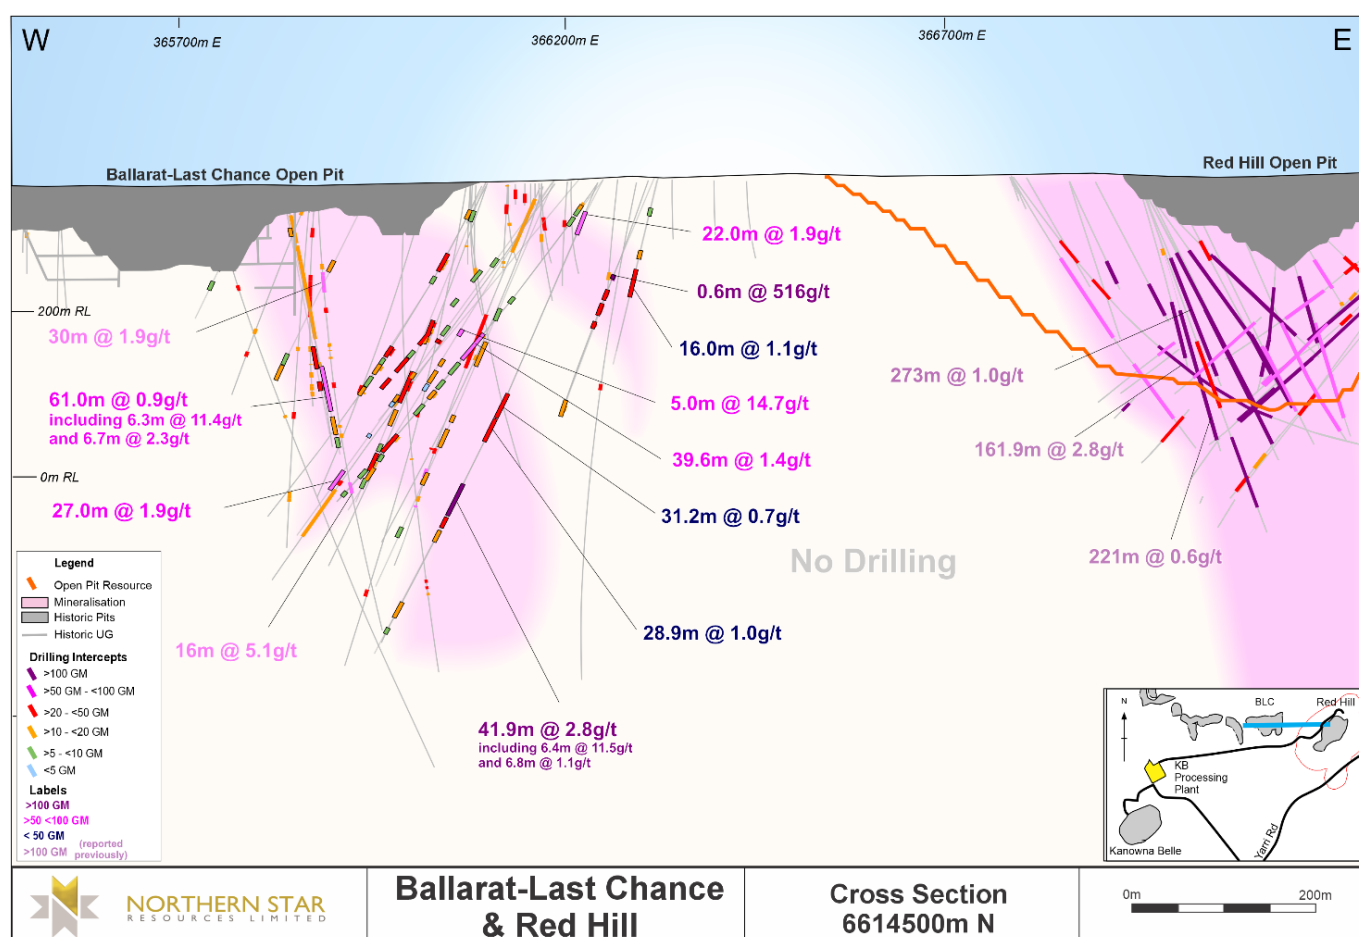 W
365700m E
366200m E
366700m E
E
Ballarat-Last Chance Open Pit
Red Hill Open Pit
22.0m @ 1.9g/t
0.6m @ 516g/t
200m RL
30m @ 1.9g/t
16.0m @ 1.1g/t
273m @ 1.0g/t
61.0m @ 0.9g/t
including 6.3m @ 11.4g/t
and 6.7m @ 2.3g/t
5.0m @ 14.7g/t
161.9m @ 2.8g/t
39.6m @ 1.4g/t
0m RL
27.0m @ 1.9g/t
31.2m @ 0.7g/t
No Drilling
221m @ 0.6g/t
Legend
Open Pit Resource
Mineralisation
Historic Pits
Historic UG
Drilling Intercepts
>100 GM
>50 GM - <100 GM
>20 - <50 GM
>10 - <20 GM
>5 - <10 GM
<5 GM
Labels
>100 GM
>50 <100 GM
< 50 GM
>100 GM (reported previously)
16m @ 5.1g/t
28.9m @ 1.0g/t
41.9m @ 2.8g/t
including 6.4m @ 11.5g/t
and 6.8m @ 1.1g/t
N
BLC
Red Hill
KB
Processing
Plant
Kanowna Belle
Yarri Rd
NORTHERN STAR
RESOURCES LIMITED
Ballarat-Last Chance
& Red Hill
Cross Section
6614500m N
0m
200m